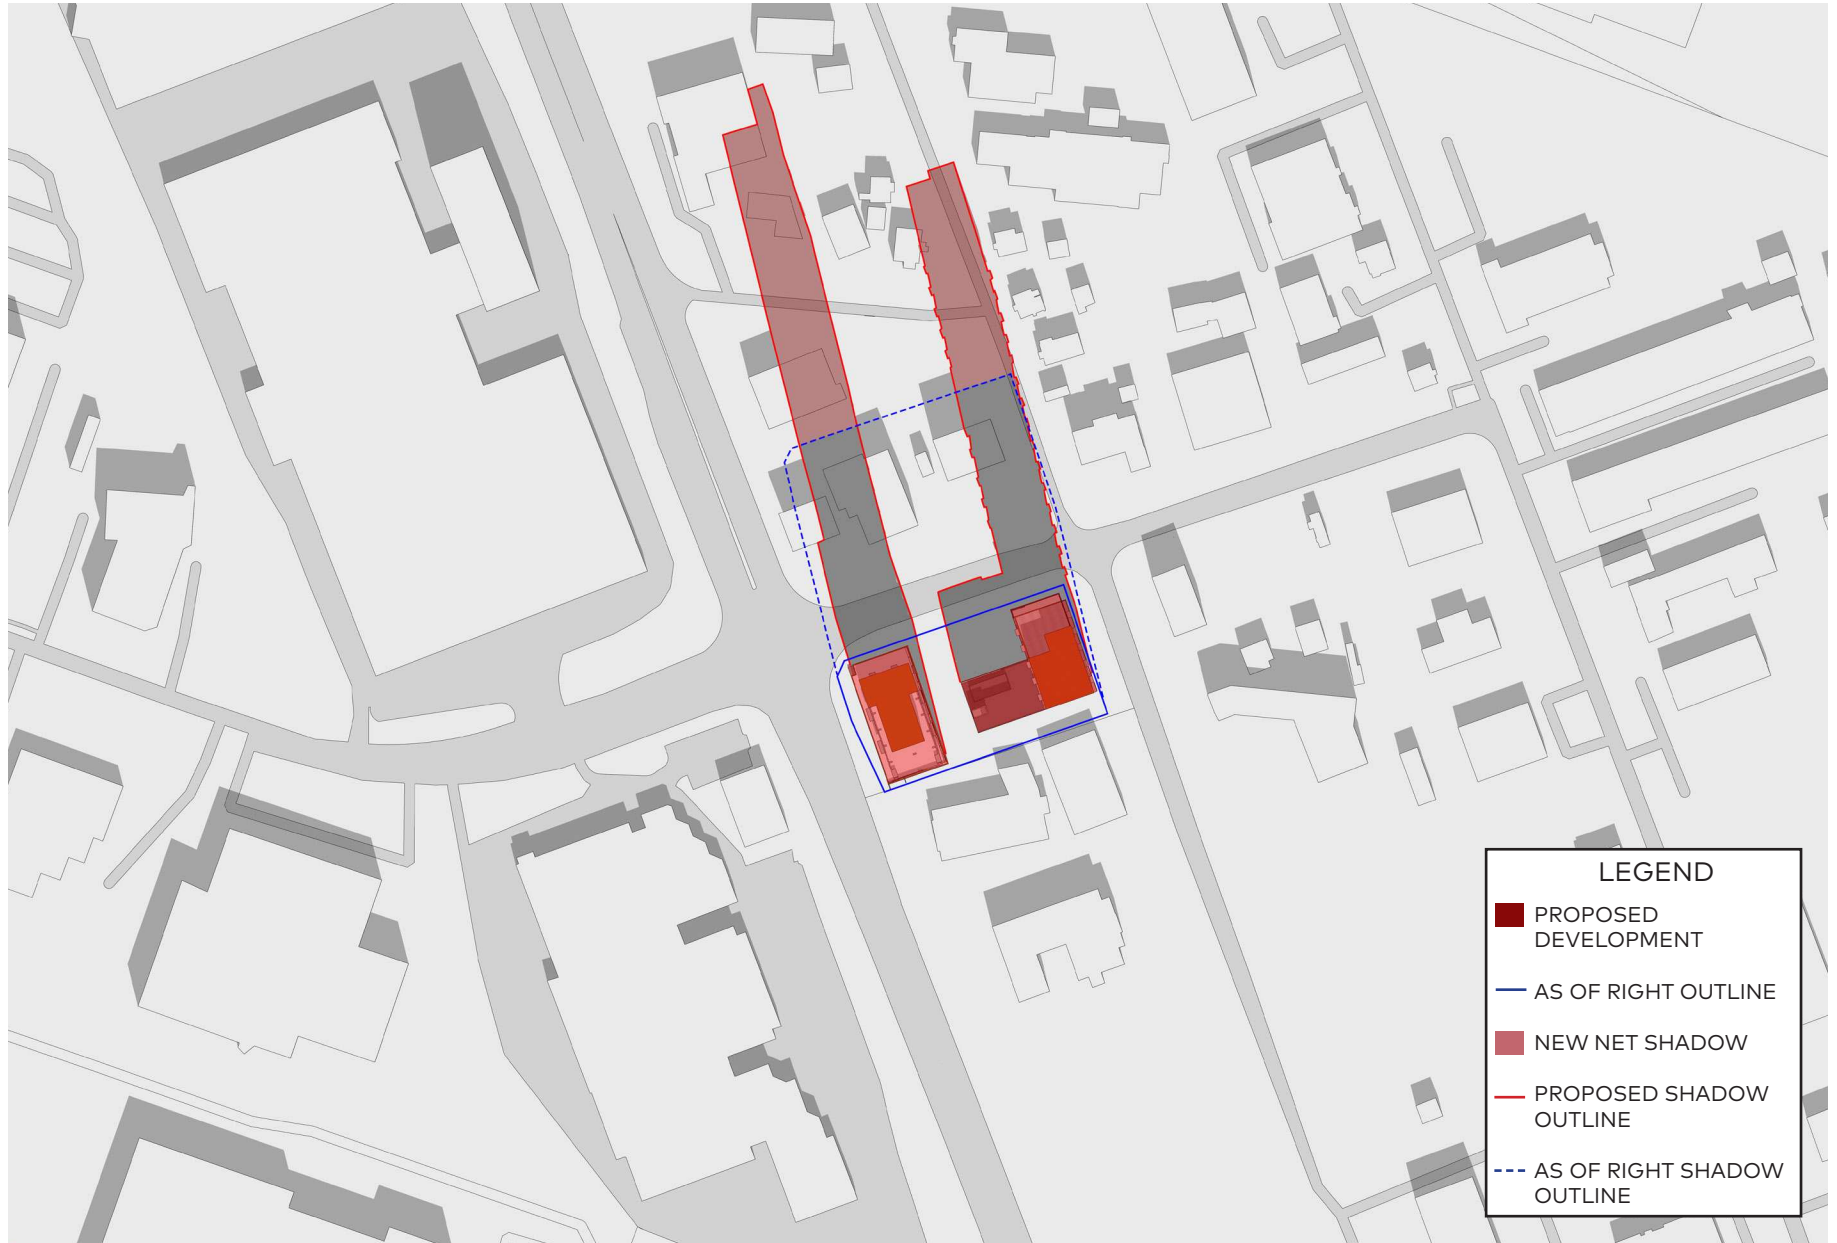 LEGEND
PROPOSED
DEVELOPMENT
AS OF RIGHT OUTLINE
NEW NET SHADOW
PROPOSED SHADOW
OUTLINE
AS OF RIGHT SHADOW
OUTLINE